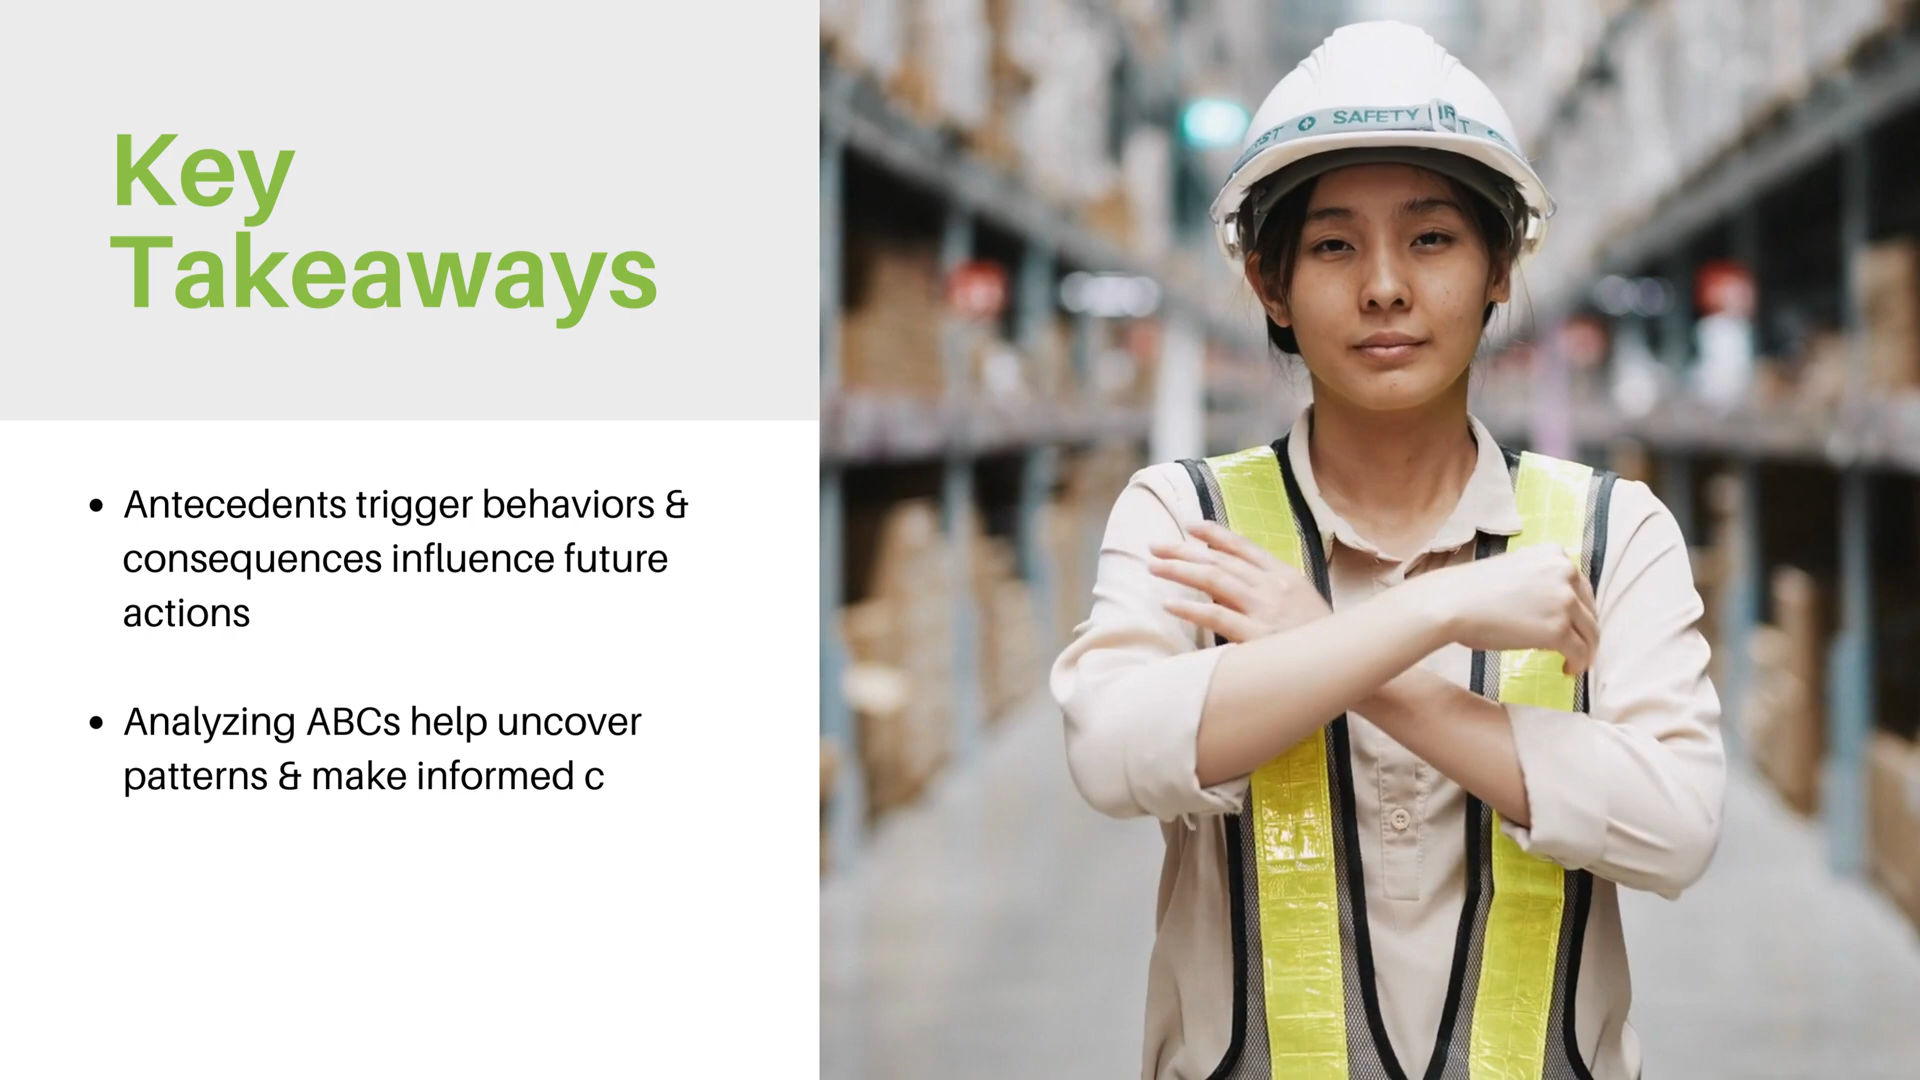 Key
Takeaways
• Antecedents trigger behaviors &
consequences influence future
actions
• Analyzing ABCs help uncover
patterns & make informed c
SAFETY